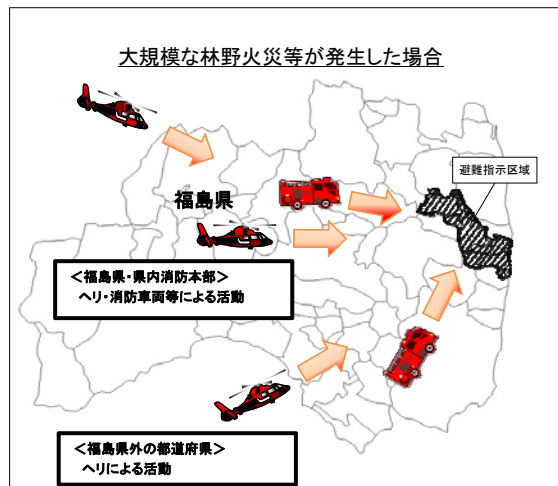 大規模な林野火災等が発生した場合
避難指示区域
福島県
＜福島県・県内消防本部＞
ヘリ・消防車両等による活動
＜福島県外の都道府県＞
ヘリによる活動